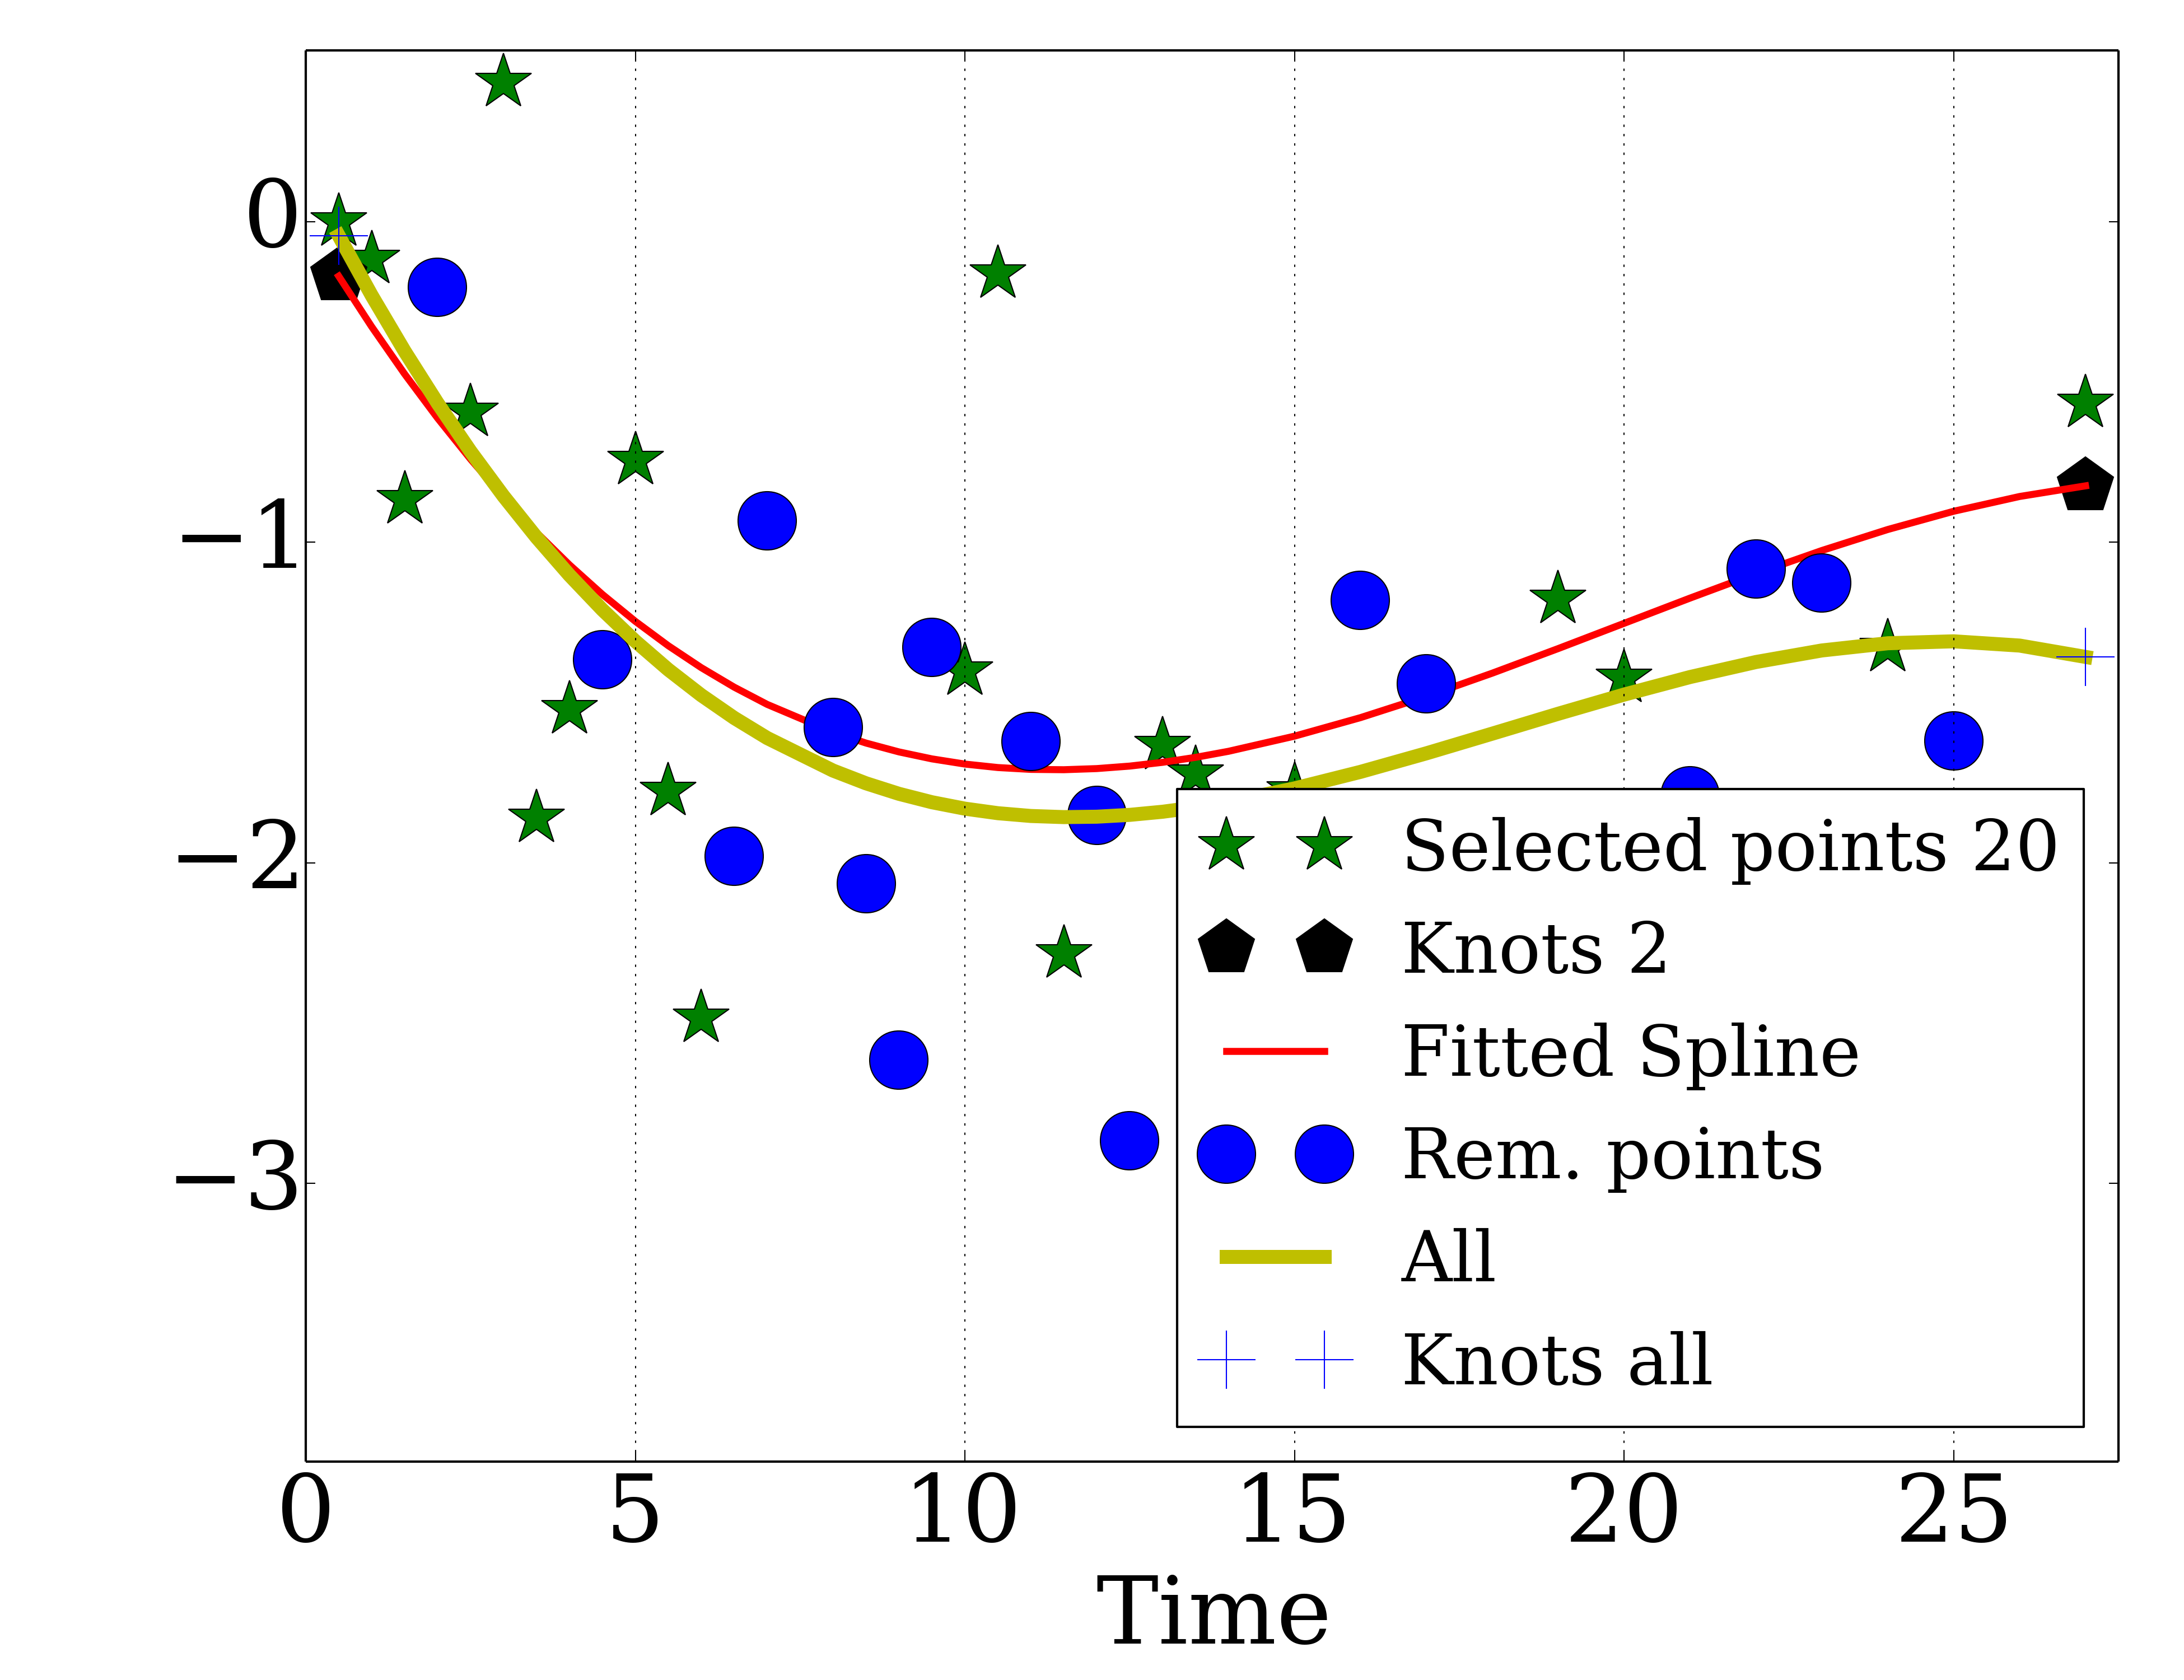 0
−1
−2
−3
Selected points 20
Knots 2
Fitted Spline
Rem. points
All
Knots all
0 5 10 15 20 25
Time